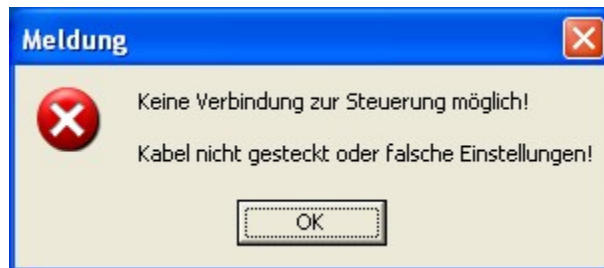 Meldung
Keine Verbindung zur Steuerung möglich!
Kabel nicht gesteckt oder falsche Einstellungen!
OK